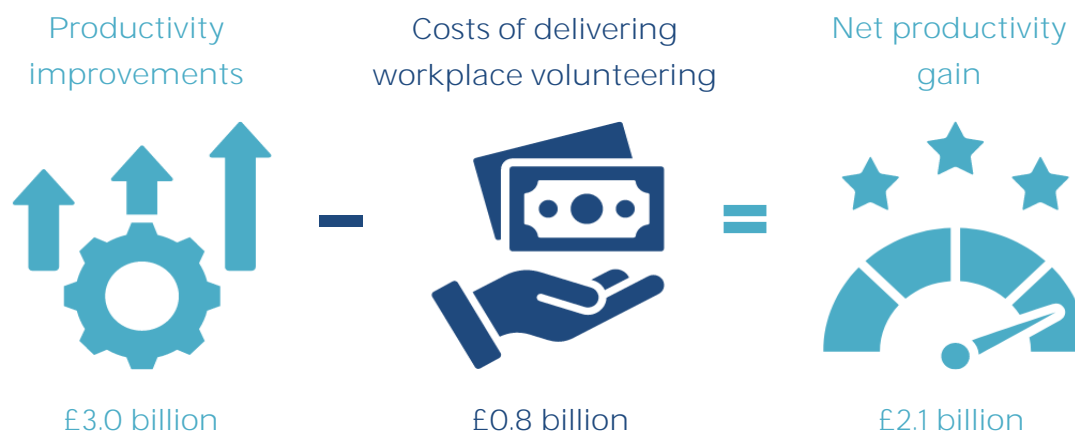 Productivity
improvements
Costs of delivering
workplace volunteering
Net productivity
gain
£3.0 billion
£0.8 billion
£2.1 billion